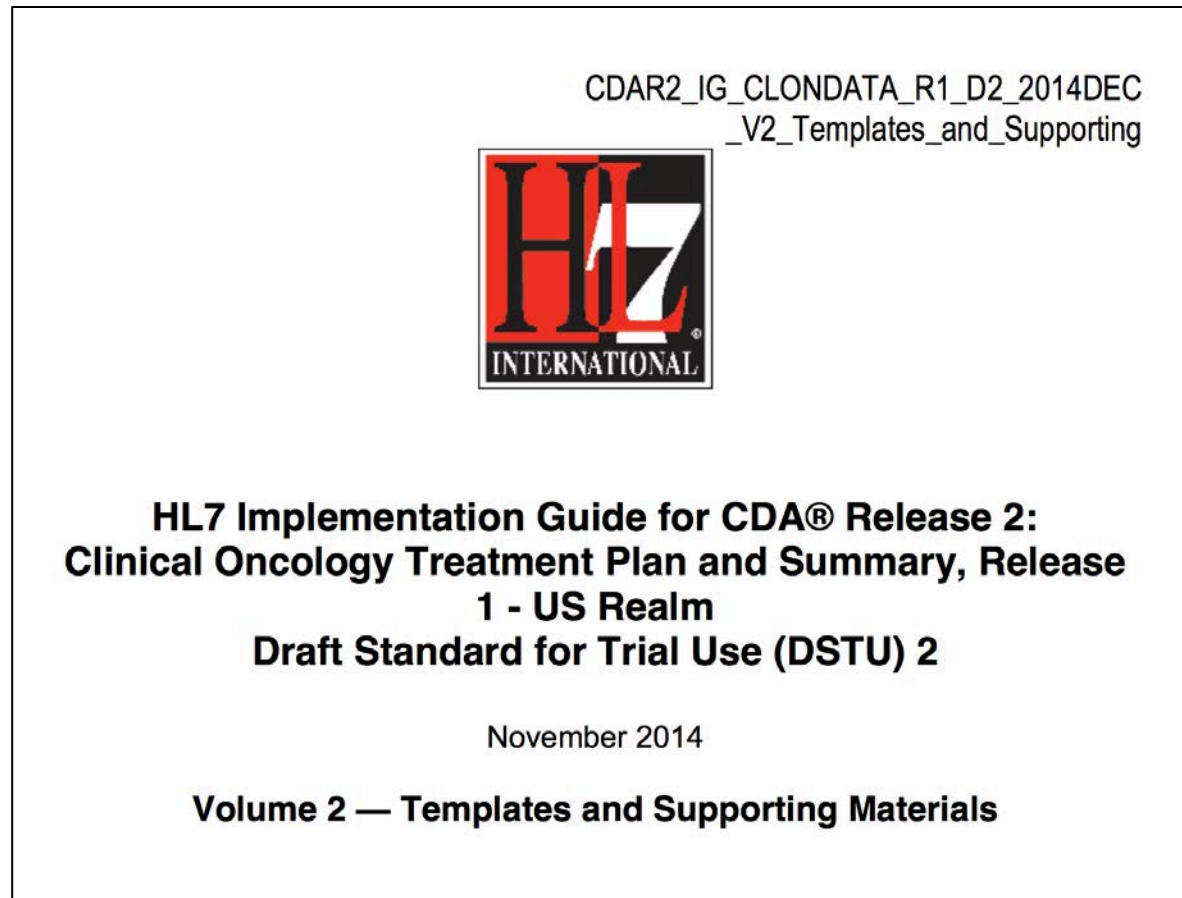 CDAR2_IG_CLONDATA_R1_D2_2014DEC
_V2_Templates_and_Supporting
HL7
®
INTERNATIONAL
HL7 Implementation Guide for CDA® Release 2:
Clinical Oncology Treatment Plan and Summary, Release
1 - US Realm
Draft Standard for Trial Use (DSTU) 2
November 2014
Volume 2 — Templates and Supporting Materials